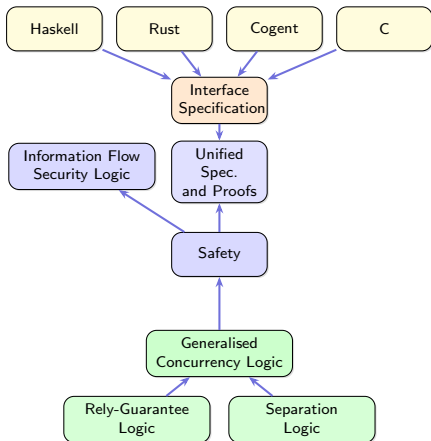 Haskell
Rust
Cogent
C
Interface
Specification
Information Flow
Security Logic
Unified
Spec.
and Proofs
Safety
Generalised
Concurrency Logic
Rely-Guarantee
Logic
Separation
Logic